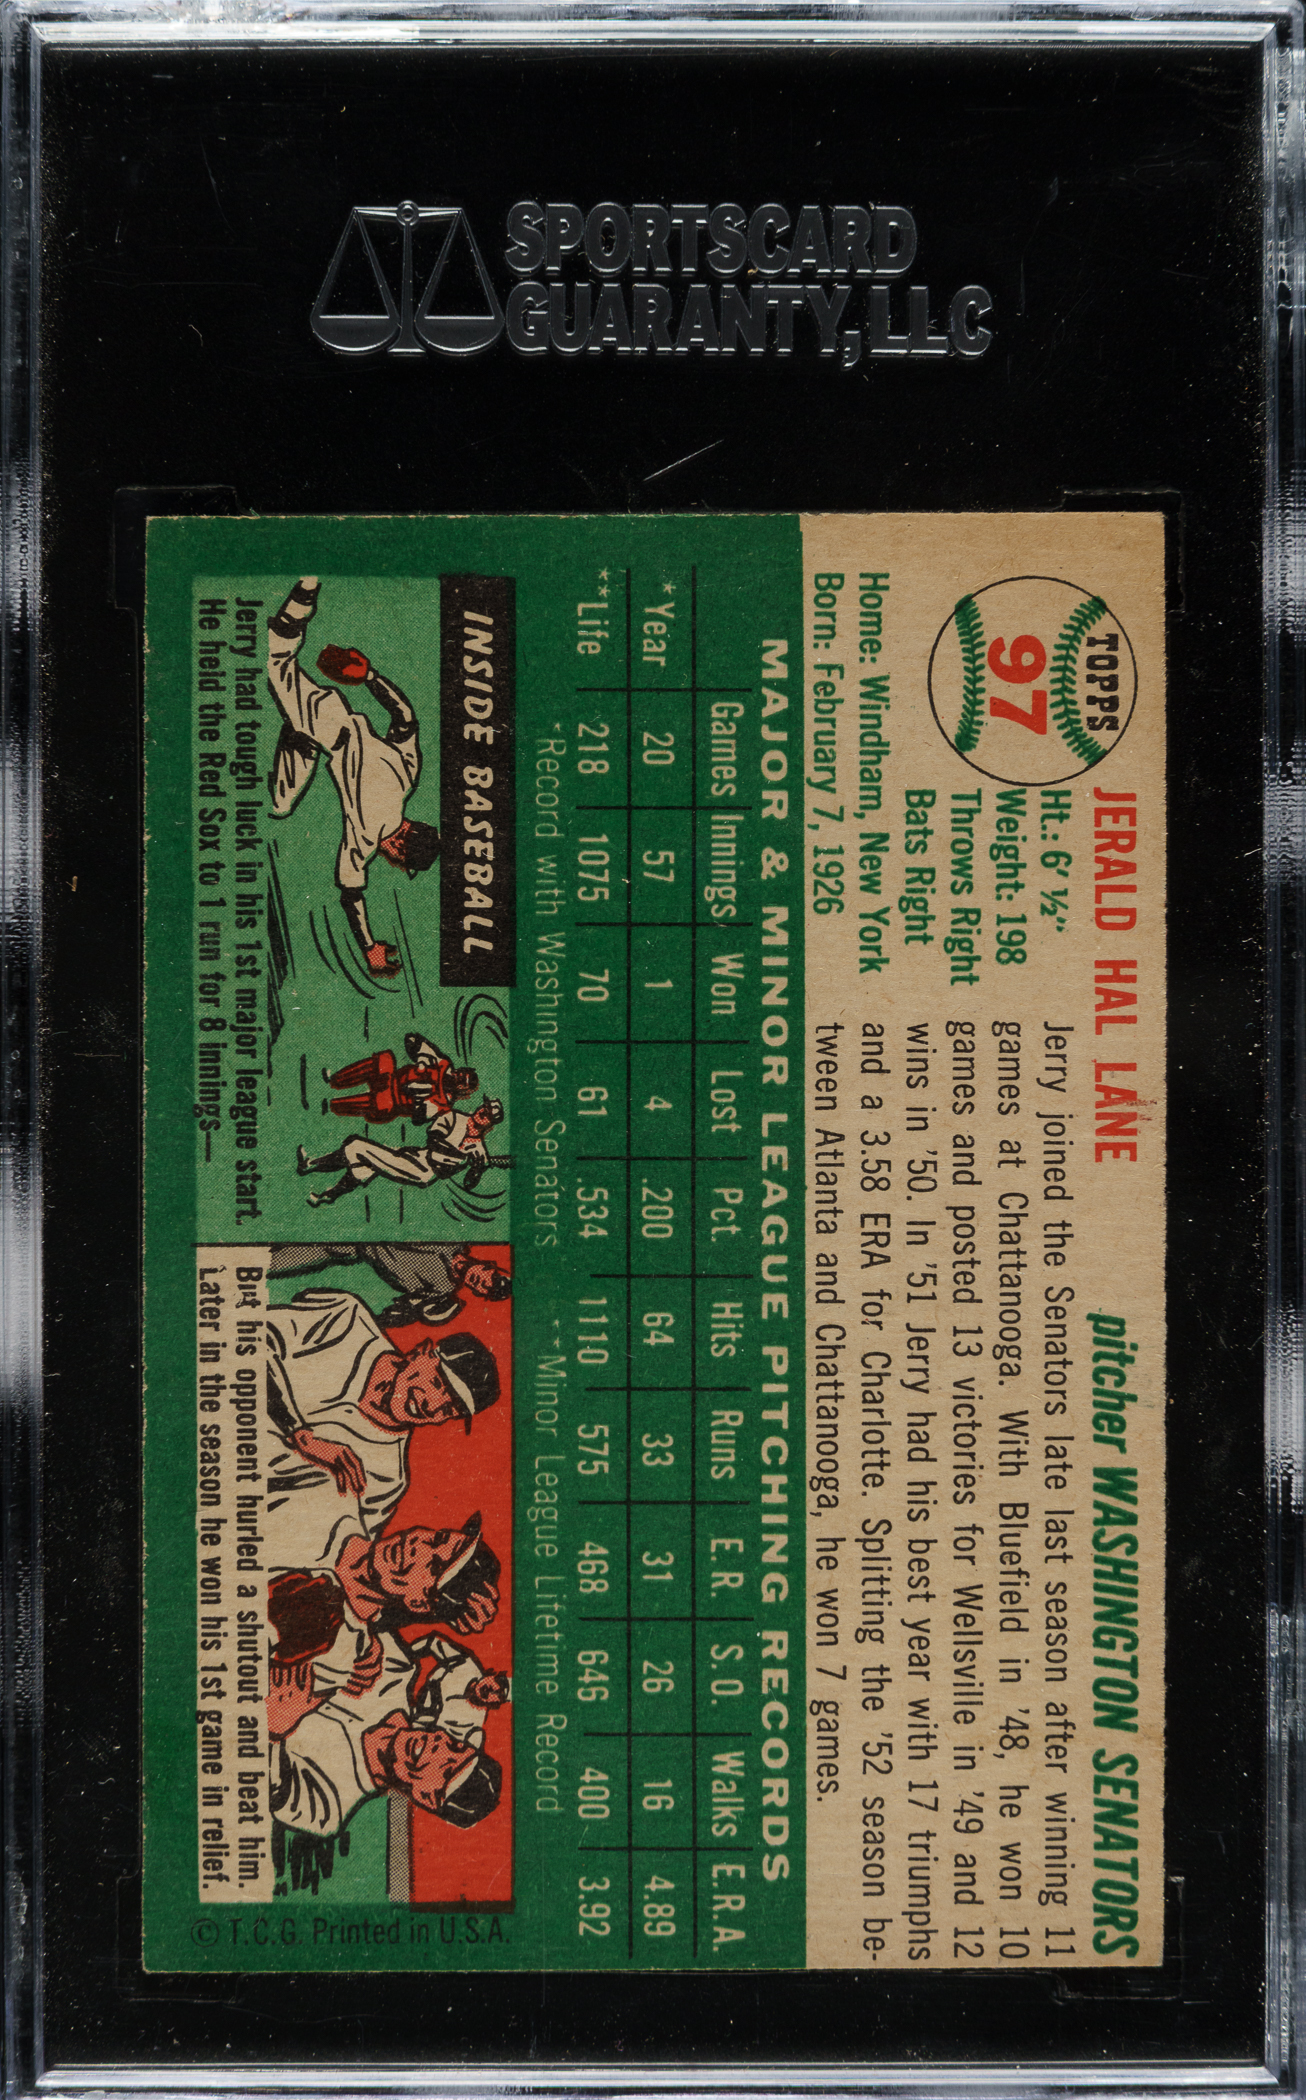 SPORTSCARD
GUARANTY, LLC
TOPPS
97
JERALD HAL LANE
pitcher WASHINGTON SENATORS
Ht.: 6' ½"
Weight: 198
Throws Right
Bats Right
Home: Windham, New York
Born: February 7, 1926
Jerry joined the Senators late last season after winning 11
games at Chattanooga. With Bluefield in '48, he won 10
games and posted 13 victories for Wellsville in '49 and 12
wins in '50. In '51 Jerry had his best year with 17 triumphs
and a 3.58 ERA for Charlotte. Splitting the '52 season be-
tween Atlanta and Chattanooga, he won 7 games.
MAJOR & MINOR LEAGUE PITCHING RECORDS
Games Innings Won Lost Pct. Hits Runs E.R. S.O. Walks E.R.A.
*Year 20 57 1 4 .200 64 33 31 26 16 4.89
**Life 218 1075 70 61 .534 1110 575 468 646 400 3.92
*Record with Washington Senators. **Minor League Lifetime Record
INSIDE BASEBALL
Jerry had tough luck in his 1st major league start.
He held the Red Sox to 1 run for 8 innings—
But his opponent hurled a shutout and beat him.
Later in the season he won his 1st game in relief.
© T.C.G. Printed in U.S.A.